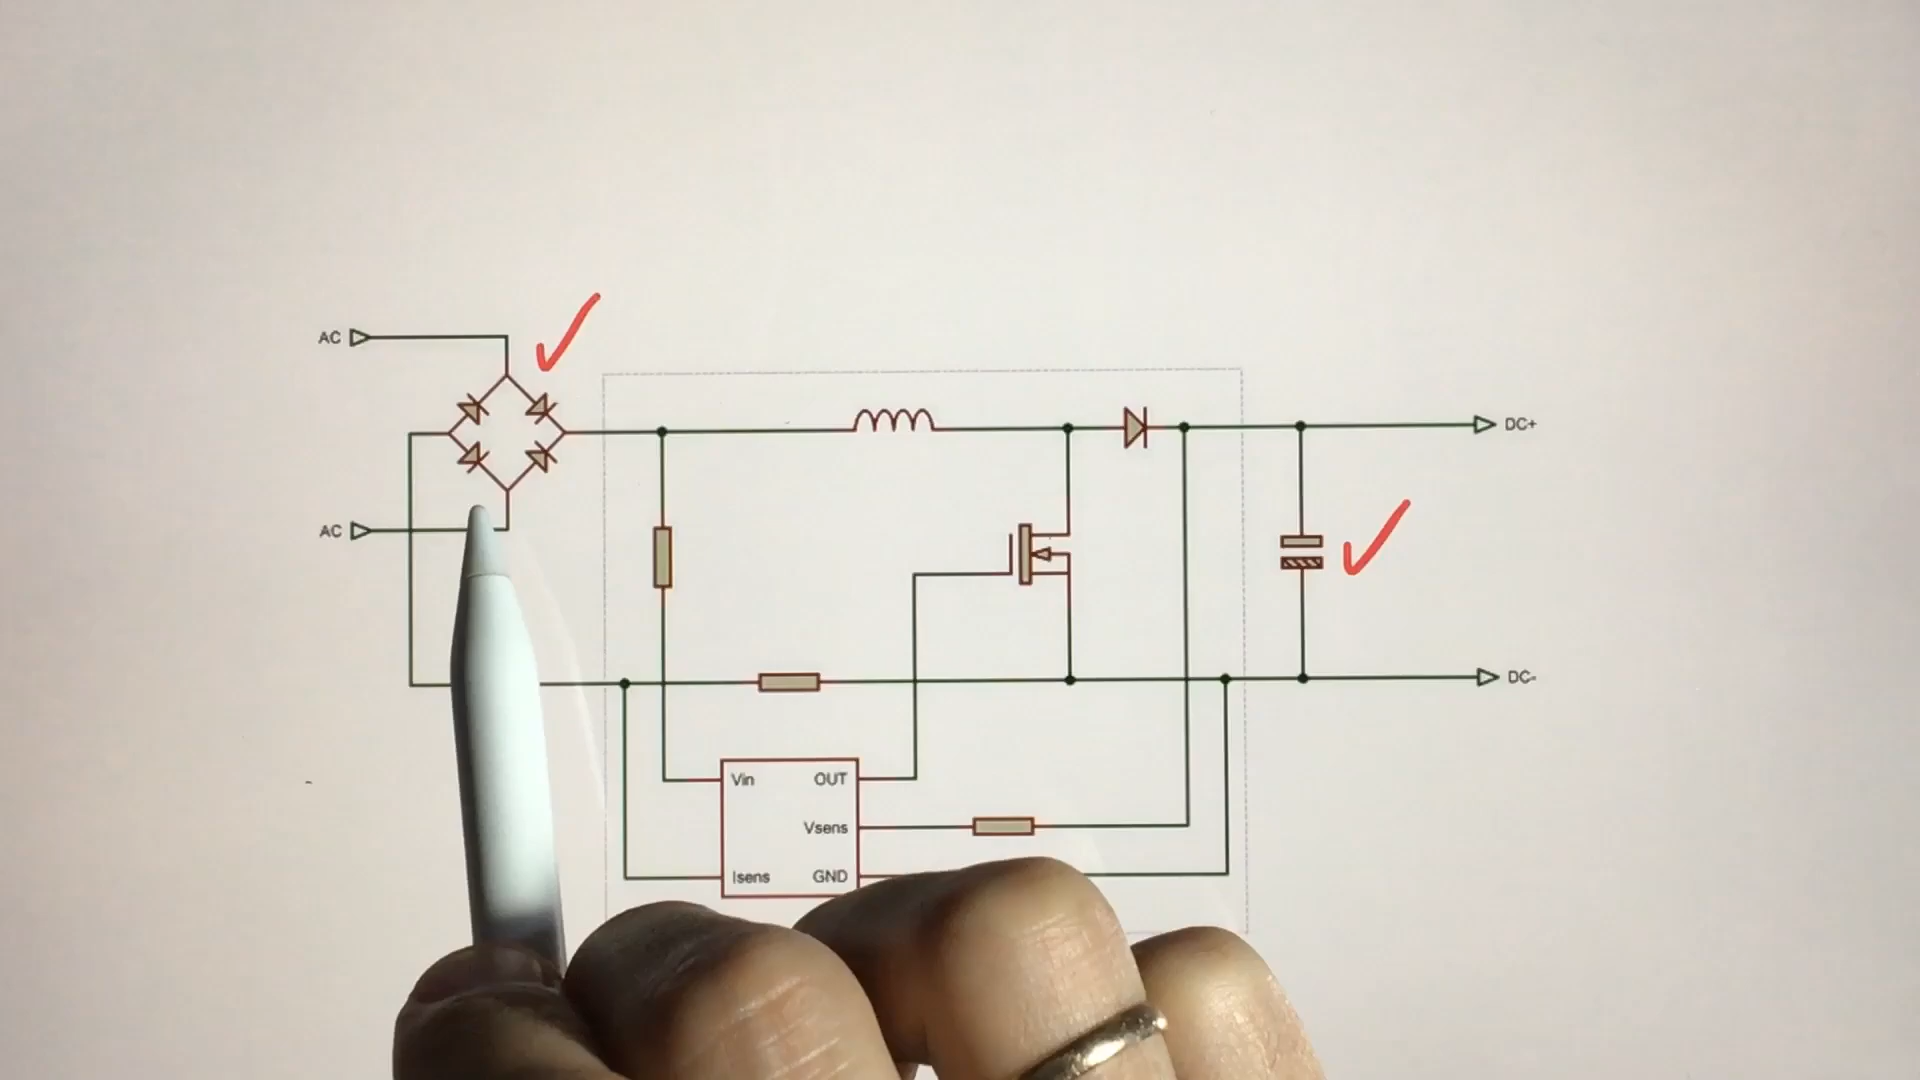 AC
DC+
AC
DC-
Vin OUT
Vsens
Isens GND